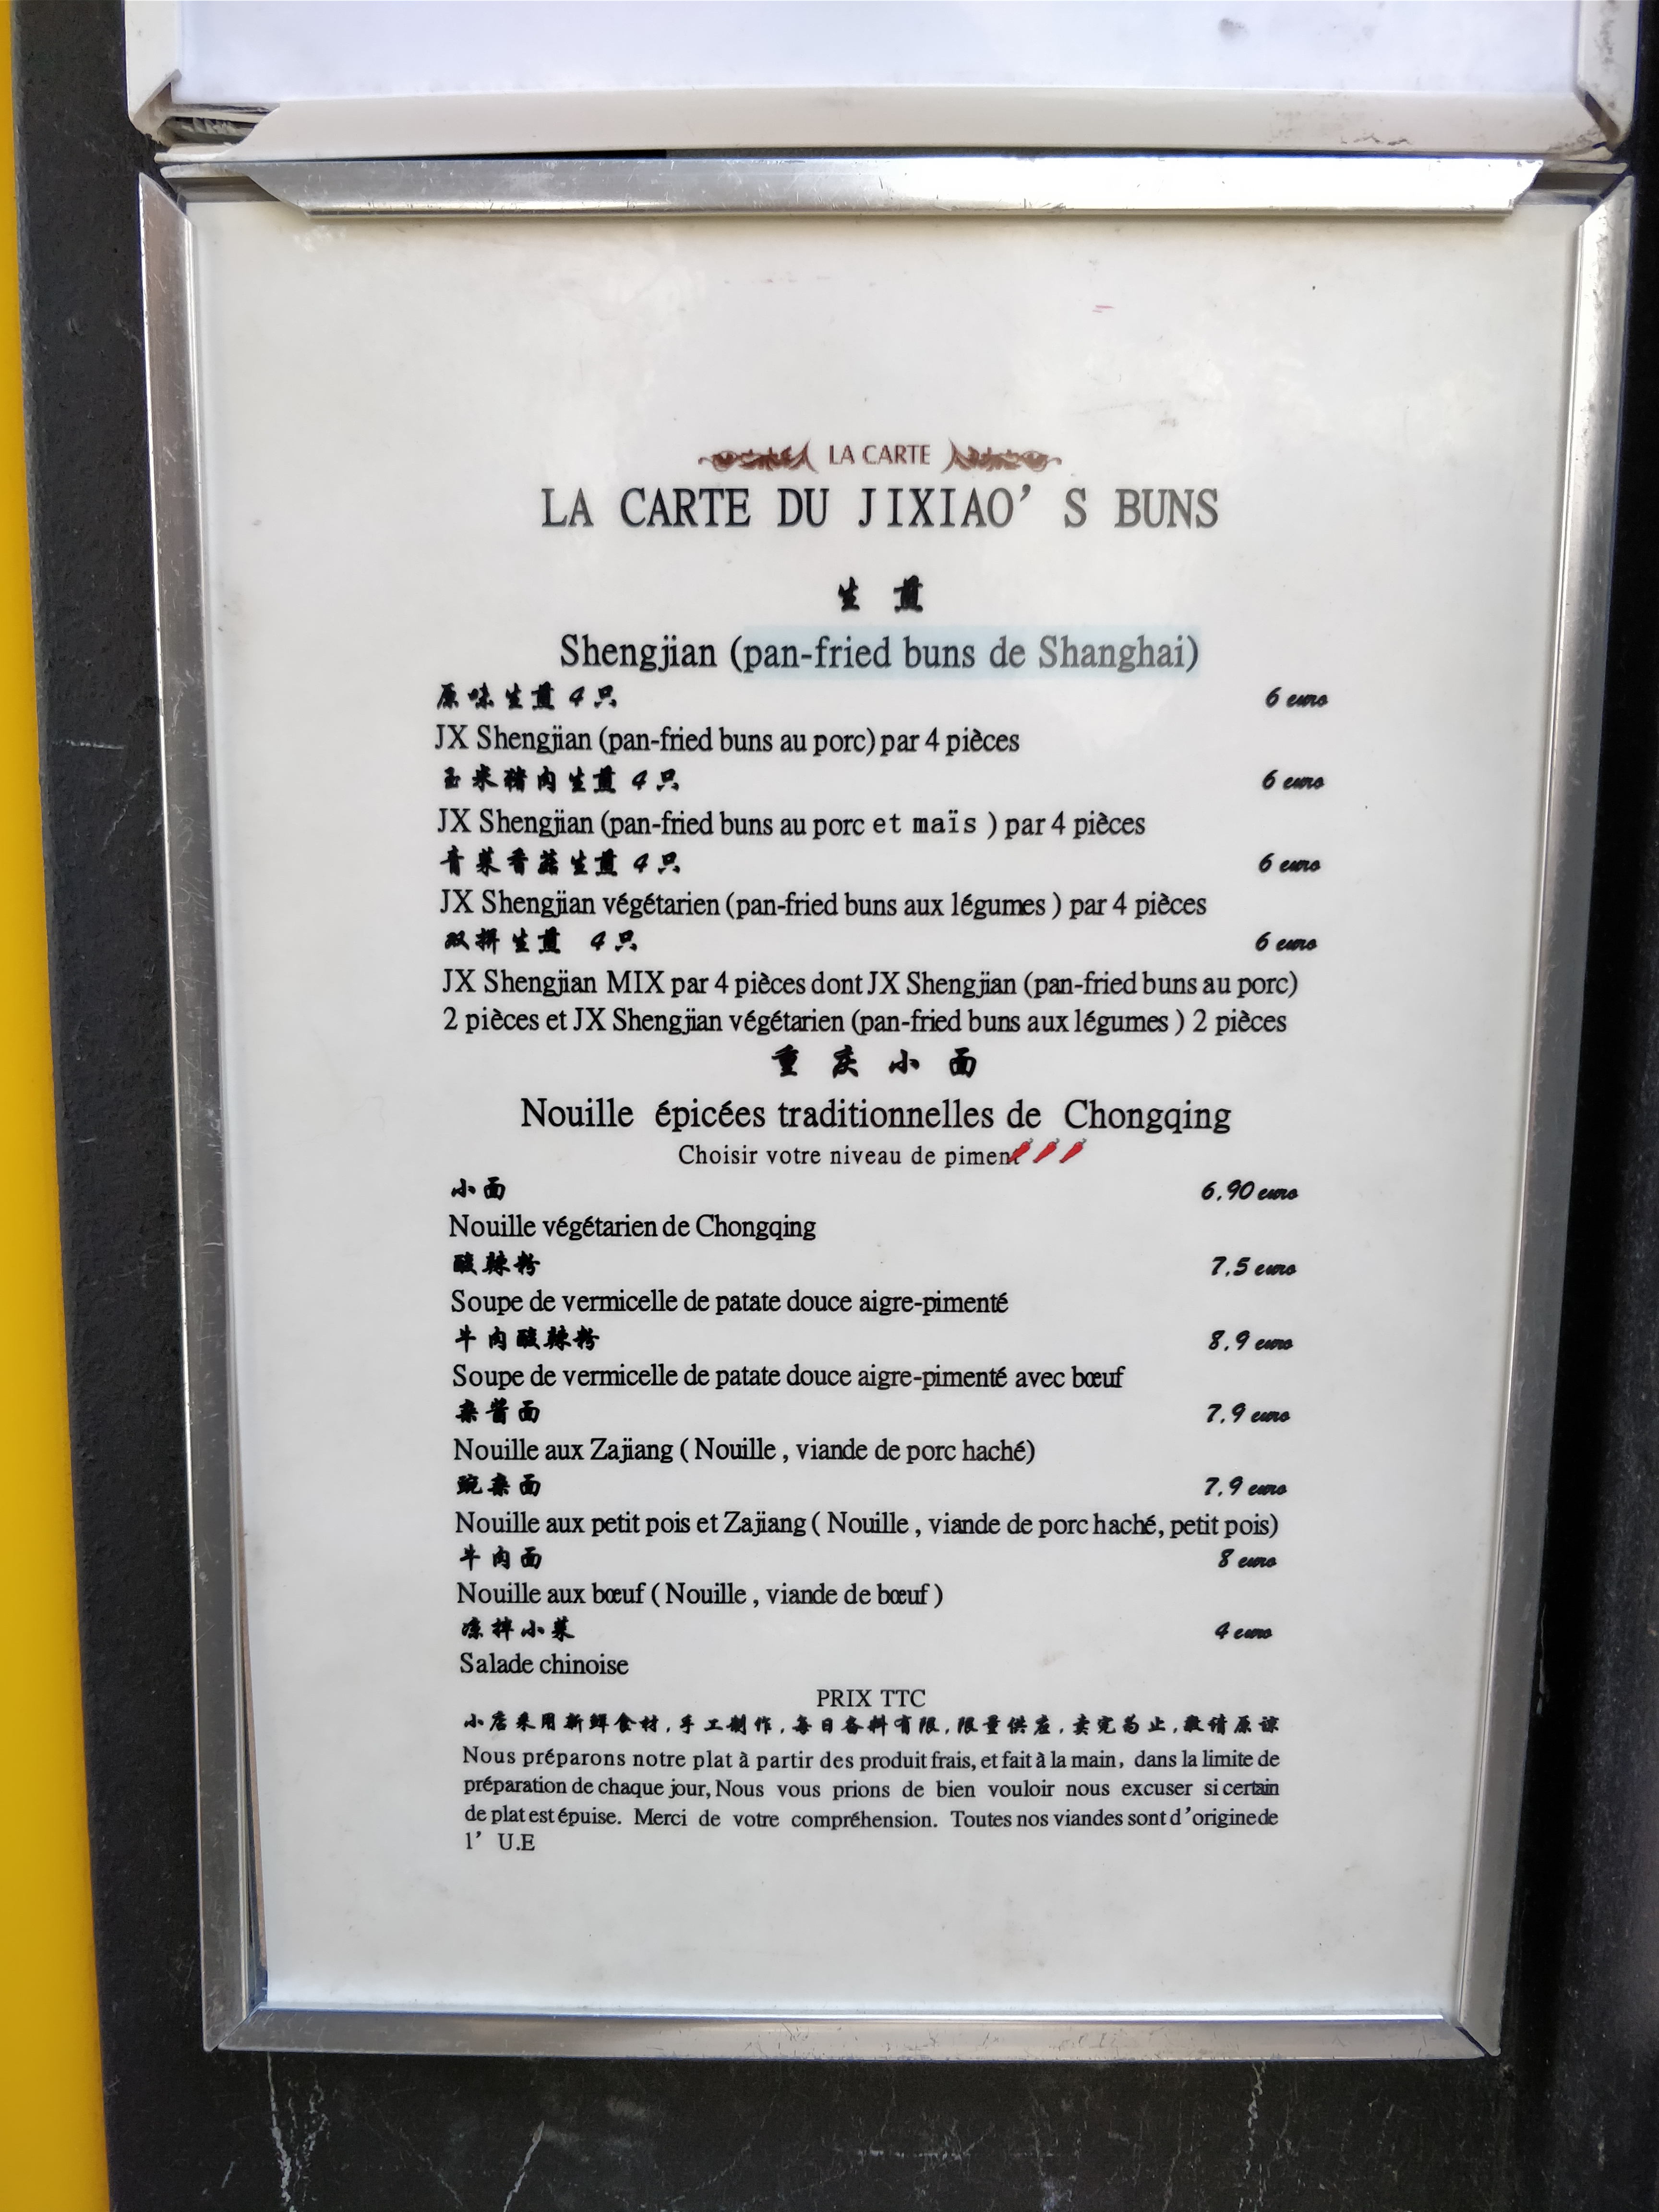 LA CARTE
LA CARTE DU JIXIAO’ S BUNS
生 煎
Shengjian (pan-fried buns de Shanghai)
原味生煎 4 只 6 euro
JX Shengjian (pan-fried buns au porc) par 4 pièces
玉米猪肉生煎 4 只 6 euro
JX Shengjian (pan-fried buns au porc et maïs ) par 4 pièces
青菜香菇生煎 4 只 6 euro
JX Shengjian végétarien (pan-fried buns aux légumes ) par 4 pièces
双拼生煎 4 只 6 euro
JX Shengjian MIX par 4 pièces dont JX Shengjian (pan-fried buns au porc)
2 pièces et JX Shengjian végétarien (pan-fried buns aux légumes ) 2 pièces
重 庆 小 面
Nouille épicées traditionnelles de Chongqing
Choisir votre niveau de piment
小面 6.90 euro
Nouille végétarien de Chongqing
酸辣粉 7.5 euro
Soupe de vermicelle de patate douce aigre-pimenté
牛肉酸辣粉 8.9 euro
Soupe de vermicelle de patate douce aigre-pimenté avec bœuf
杂酱面 7.9 euro
Nouille aux Zajiang ( Nouille , viande de porc haché)
豌杂面 7.9 euro
Nouille aux petit pois et Zajiang ( Nouille , viande de porc haché, petit pois)
牛肉面 8 euro
Nouille aux bœuf ( Nouille , viande de bœuf )
凉拌小菜 4 euro
Salade chinoise
PRIX TTC
小店采用新鲜食材,手工制作,每日备料有限,限量供应,卖完为止,敬请原谅
Nous préparons notre plat à partir des produit frais, et fait à la main, dans la limite de
préparation de chaque jour, Nous vous prions de bien vouloir nous excuser si certain
de plat est épuise. Merci de votre compréhension. Toutes nos viandes sont d’origine de
l’ U.E